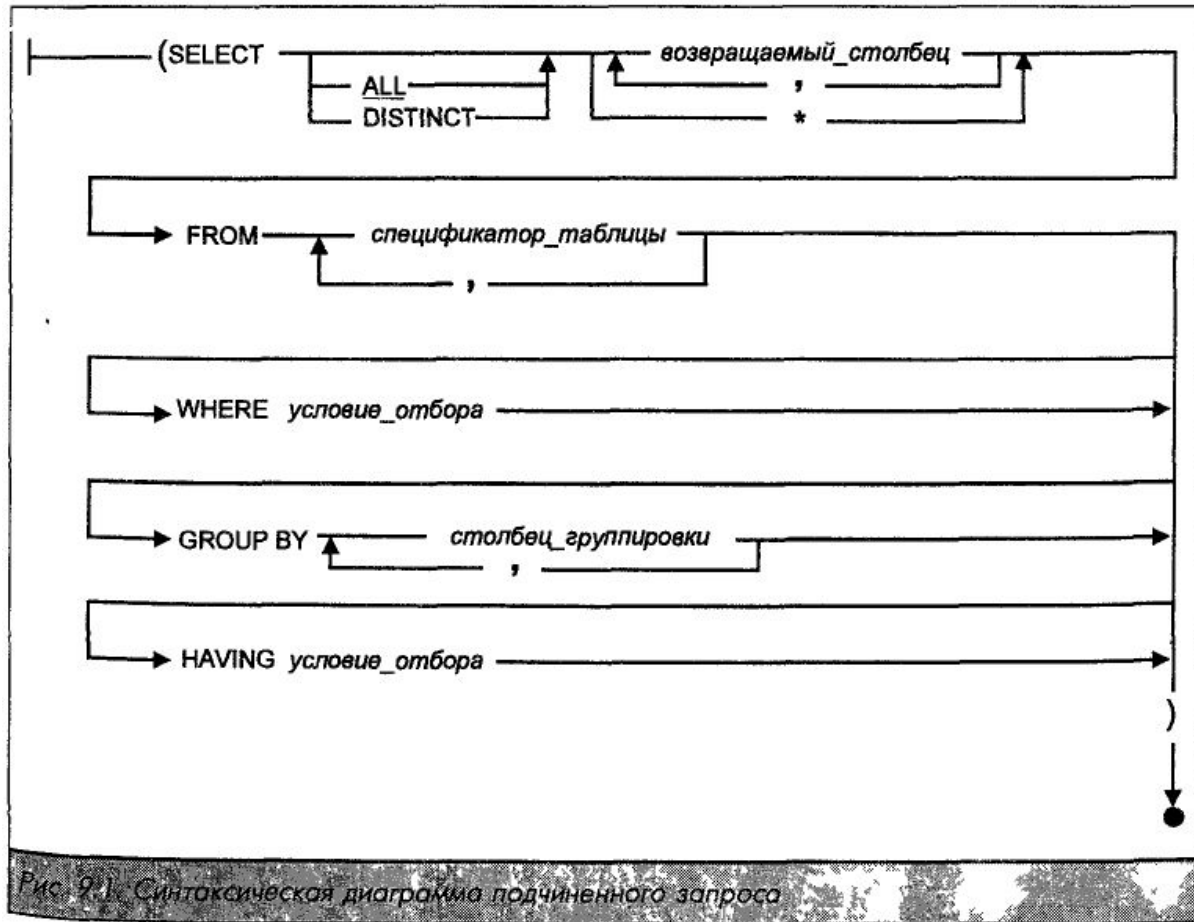 (SELECT возвращаемый_столбец
ALL ,
DISTINCT *
FROM спецификатор_таблицы
,
WHERE условие_отбора
GROUP BY столбец_группировки
,
HAVING условие_отбора
)
Рис. 9.1. Синтаксическая диаграмма подчиненного запроса